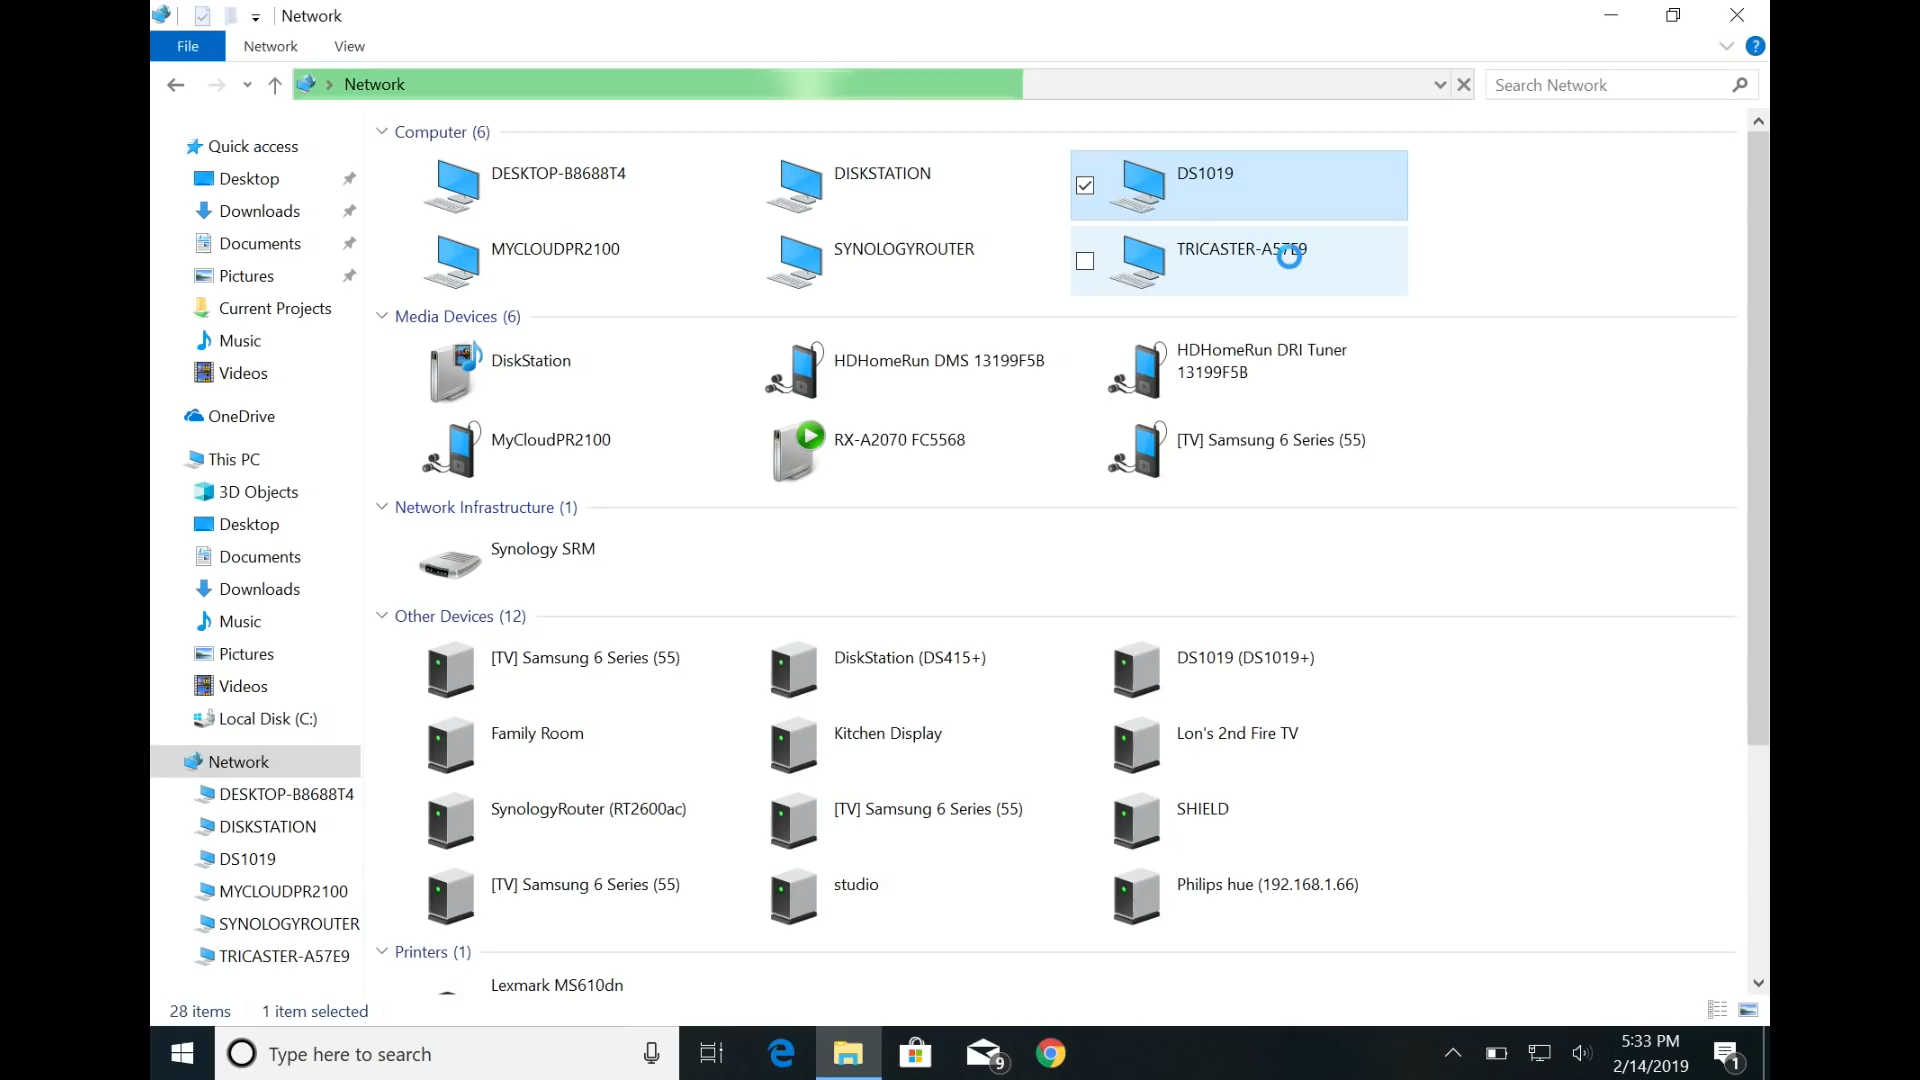 Network
File
Network
View
?
Network
Search Network
Quick access
Desktop
Downloads
Documents
Pictures
Current Projects
Music
Videos
OneDrive
This PC
3D Objects
Desktop
Documents
Downloads
Music
Pictures
Videos
Local Disk (C:)
Network
DESKTOP-B8688T4
DISKSTATION
DS1019
MYCLOUDPR2100
SYNOLOGYROUTER
TRICASTER-A57E9
Computer (6)
DESKTOP-B8688T4
DISKSTATION
DS1019
MYCLOUDPR2100
SYNOLOGYROUTER
TRICASTER-A57E9
Media Devices (6)
DiskStation
HDHomeRun DMS 13199F5B
HDHomeRun DRI Tuner
13199F5B
MyCloudPR2100
RX-A2070 FC5568
[TV] Samsung 6 Series (55)
Network Infrastructure (1)
Synology SRM
Other Devices (12)
[TV] Samsung 6 Series (55)
DiskStation (DS415+)
DS1019 (DS1019+)
Family Room
Kitchen Display
Lon's 2nd Fire TV
SynologyRouter (RT2600ac)
[TV] Samsung 6 Series (55)
SHIELD
[TV] Samsung 6 Series (55)
studio
Philips hue (192.168.1.66)
Printers (1)
Lexmark MS610dn
28 items
1 item selected
Type here to search
9
5:33 PM
2/14/2019
1